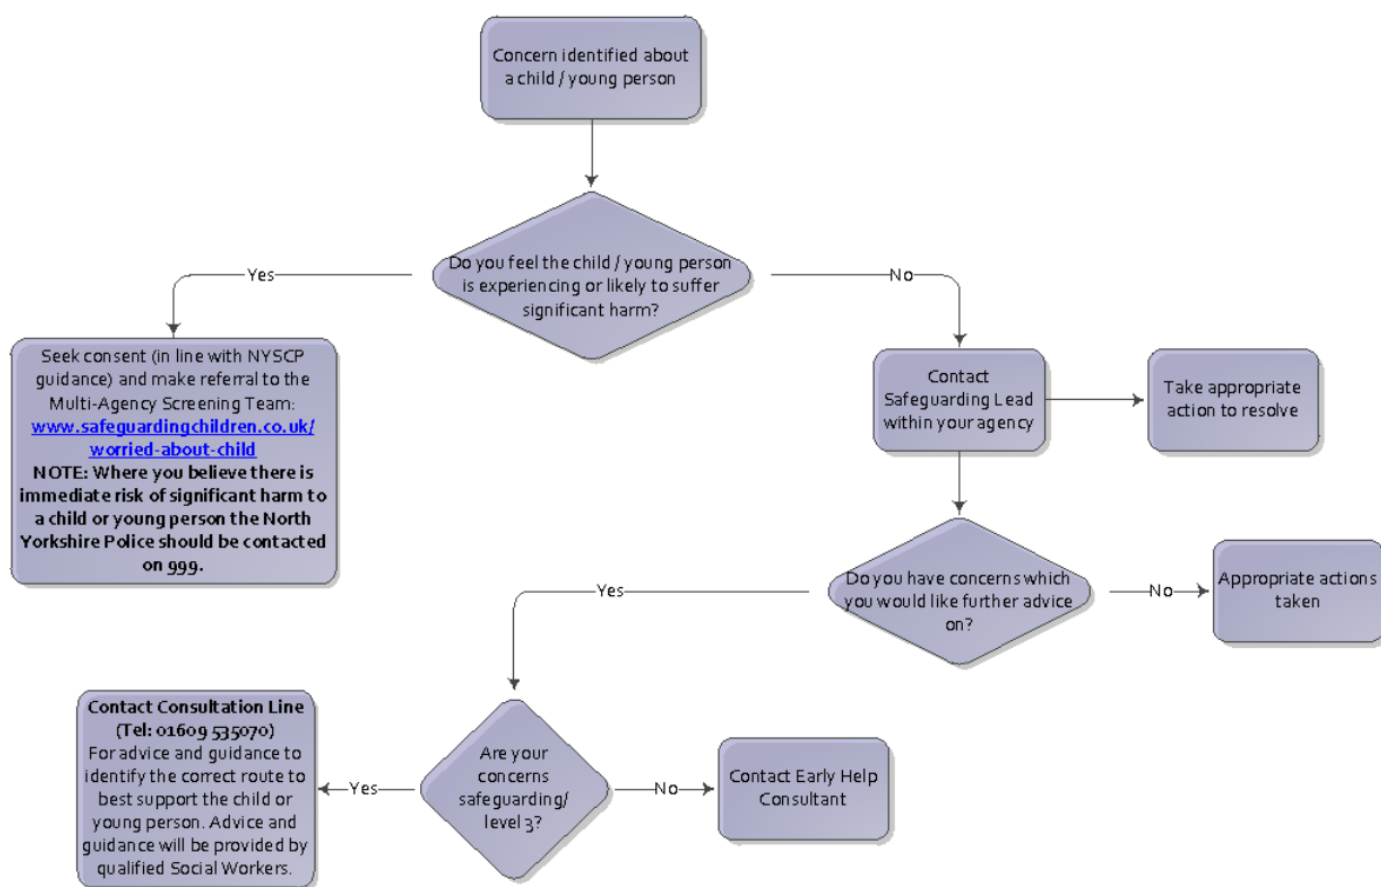 Concern identified about
a child / young person
Do you feel the child / young person
is experiencing or likely to suffer
significant harm?
Yes
No
Seek consent (in line with NYSCP
guidance) and make referral to the
Multi-Agency Screening Team:
www.safeguardingchildren.co.uk/
worried-about-child
NOTE: Where you believe there is
immediate risk of significant harm to
a child or young person the North
Yorkshire Police should be contacted
on 999.
Contact
Safeguarding Lead
within your agency
Take appropriate
action to resolve
Do you have concerns which
you would like further advice
on?
Yes
No
Appropriate actions
taken
Are your
concerns
safeguarding/
level 3?
Yes
No
Contact Consultation Line
(Tel: 01609 535070)
For advice and guidance to
identify the correct route to
best support the child or
young person. Advice and
guidance will be provided by
qualified Social Workers.
Contact Early Help
Consultant